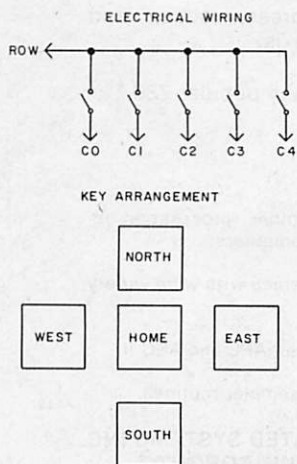 ELECTRICAL WIRING
ROW
C0 C1 C2 C3 C4
KEY ARRANGEMENT
NORTH
WEST HOME EAST
SOUTH